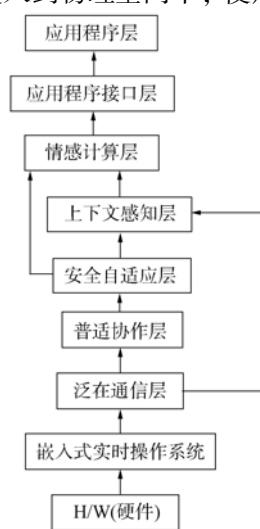 应用程序层
应用程序接口层
情感计算层
上下文感知层
安全自适应层
普适协作层
泛在通信层
嵌入式实时操作系统
H/W(硬件)